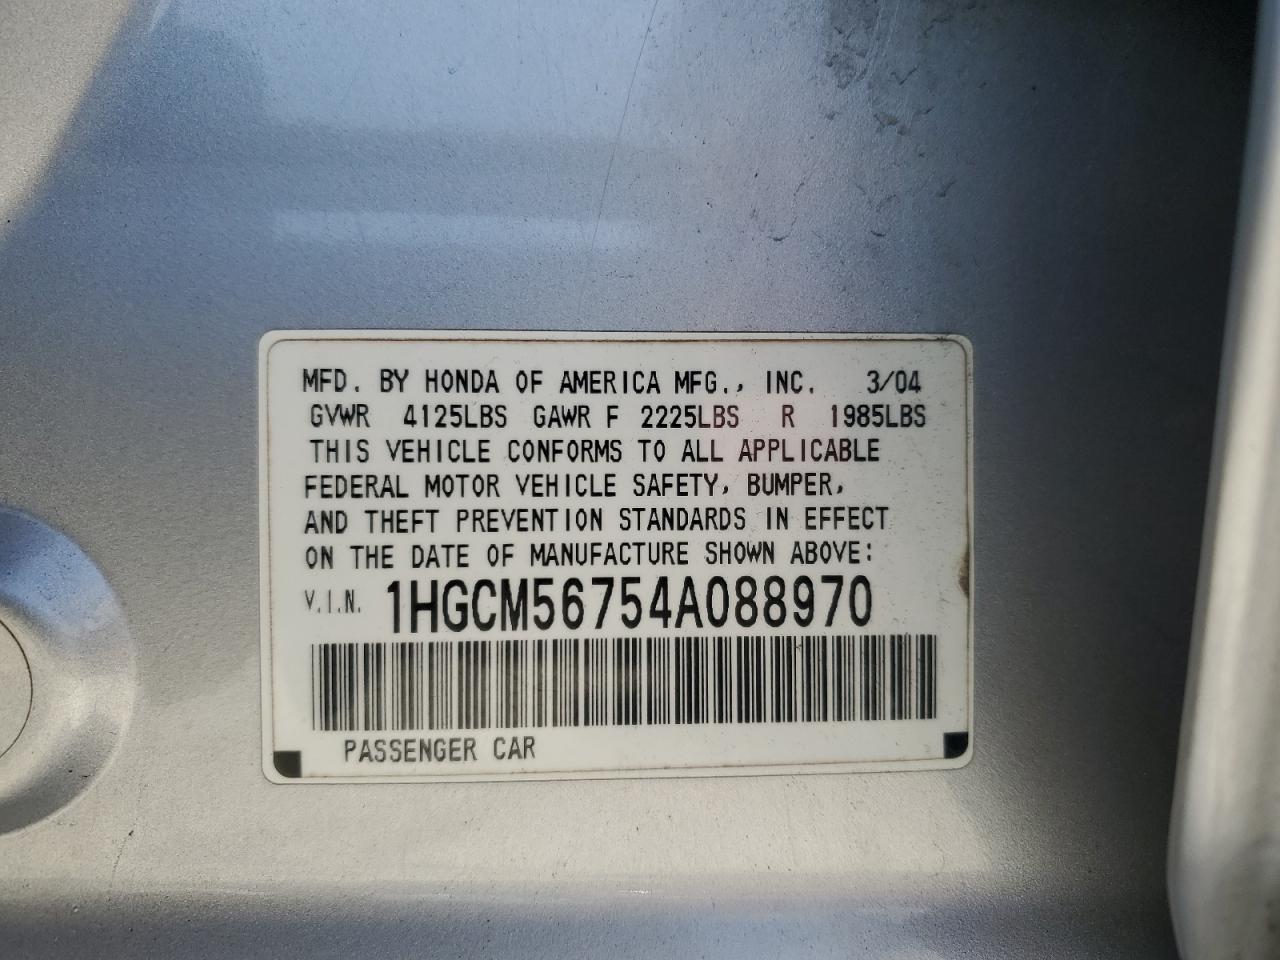 MFD. BY HONDA OF AMERICA MFG., INC. 3/04
GVWR 4125LBS GAWR F 2225LBS R 1985LBS
THIS VEHICLE CONFORMS TO ALL APPLICABLE
FEDERAL MOTOR VEHICLE SAFETY, BUMPER,
AND THEFT PREVENTION STANDARDS IN EFFECT
ON THE DATE OF MANUFACTURE SHOWN ABOVE:
V.I.N. 1HGCM56754A088970
PASSENGER CAR